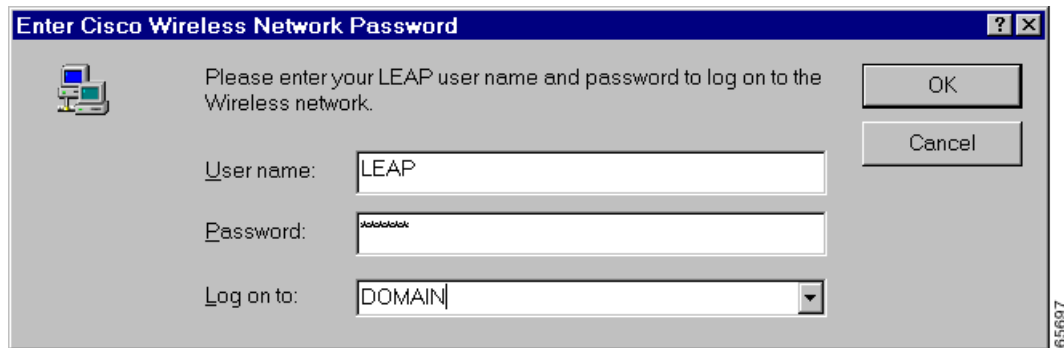 Enter Cisco Wireless Network Password
? X
Please enter your LEAP user name and password to log on to the
Wireless network.
OK
Cancel
User name: LEAP
Password: *******
Log on to: DOMAIN
65697